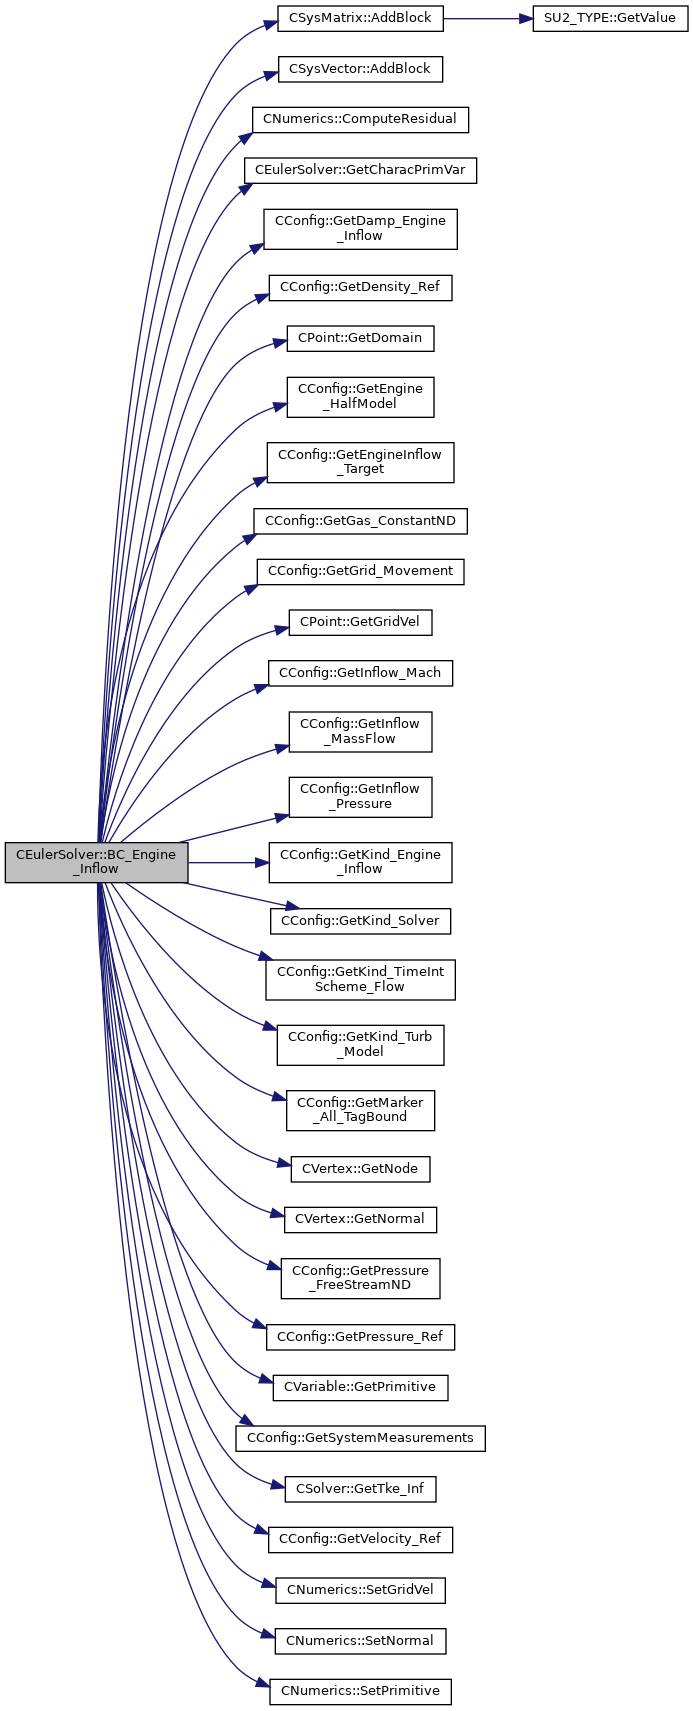 CSysMatrix::AddBlock
SU2_TYPE::GetValue
CSysVector::AddBlock
CNumerics::ComputeResidual
CEulerSolver::GetCharacPrimVar
CConfig::GetDamp_Engine
_Inflow
CConfig::GetDensity_Ref
CPoint::GetDomain
CConfig::GetEngine
_HalfModel
CConfig::GetEngineInflow
_Target
CConfig::GetGas_ConstantND
CConfig::GetGrid_Movement
CPoint::GetGridVel
CConfig::GetInflow_Mach
CConfig::GetInflow
_MassFlow
CConfig::GetInflow
_Pressure
CEulerSolver::BC_Engine
_Inflow
CConfig::GetKind_Engine
_Inflow
CConfig::GetKind_Solver
CConfig::GetKind_TimeInt
Scheme_Flow
CConfig::GetKind_Turb
_Model
CConfig::GetMarker
_All_TagBound
CVertex::GetNode
CVertex::GetNormal
CConfig::GetPressure
_FreeStreamND
CConfig::GetPressure_Ref
CVariable::GetPrimitive
CConfig::GetSystemMeasurements
CSolver::GetTke_Inf
CConfig::GetVelocity_Ref
CNumerics::SetGridVel
CNumerics::SetNormal
CNumerics::SetPrimitive